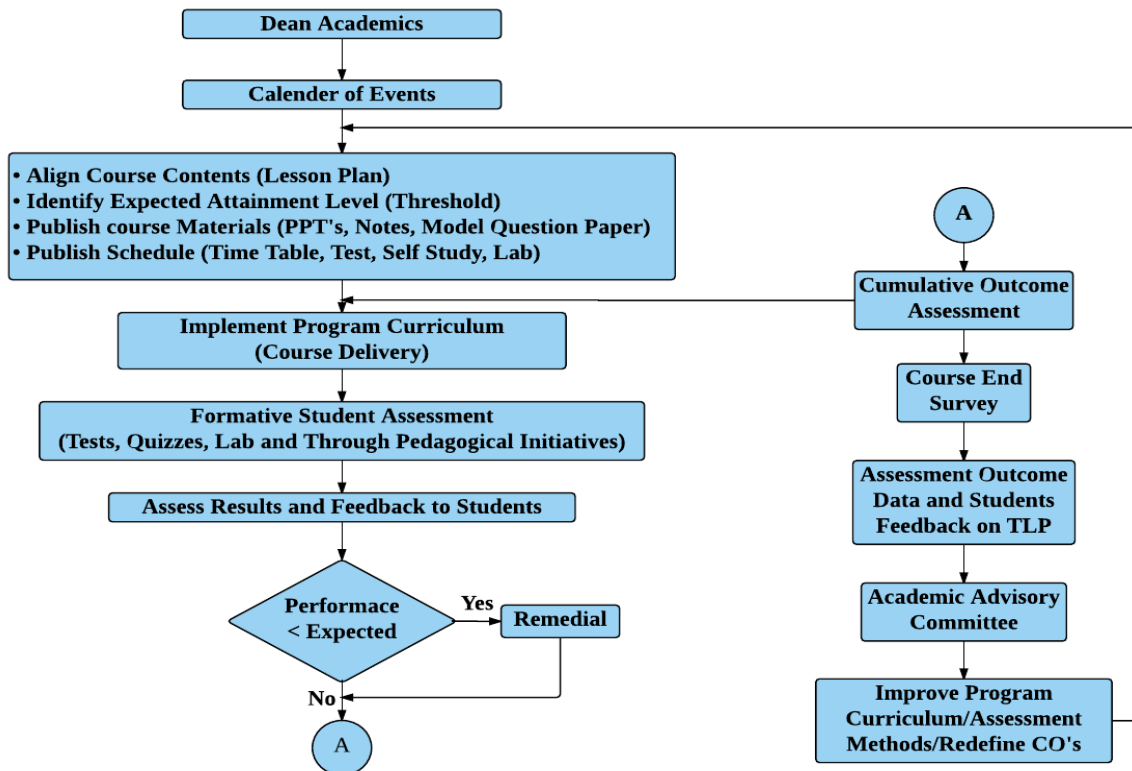 Dean Academics
Calender of Events
• Align Course Contents (Lesson Plan)
• Identify Expected Attainment Level (Threshold)
• Publish course Materials (PPT's, Notes, Model Question Paper)
• Publish Schedule (Time Table, Test, Self Study, Lab)
Implement Program Curriculum
(Course Delivery)
Formative Student Assessment
(Tests, Quizzes, Lab and Through Pedagogical Initiatives)
Assess Results and Feedback to Students
Performace
< Expected
Yes
Remedial
No
A
A
Cumulative Outcome
Assessment
Course End
Survey
Assessment Outcome
Data and Students
Feedback on TLP
Academic Advisory
Committee
Improve Program
Curriculum/Assessment
Methods/Redefine CO's